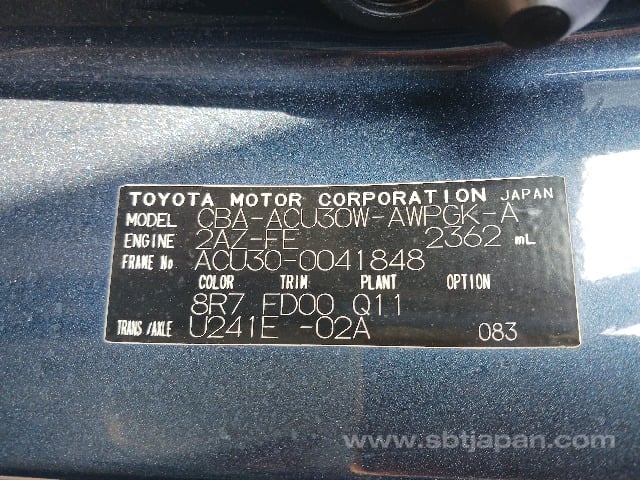 TOYOTA MOTOR CORPORATION JAPAN
MODEL CBA-ACU30W-AWPGK-A
ENGINE 2AZ-FE 2362 mL
FRAME No ACU30-0041848
COLOR TRIM PLANT OPTION
8R7 FD00 Q11
TRANS /AXLE U241E -02A 083
www.sbtjapan.com